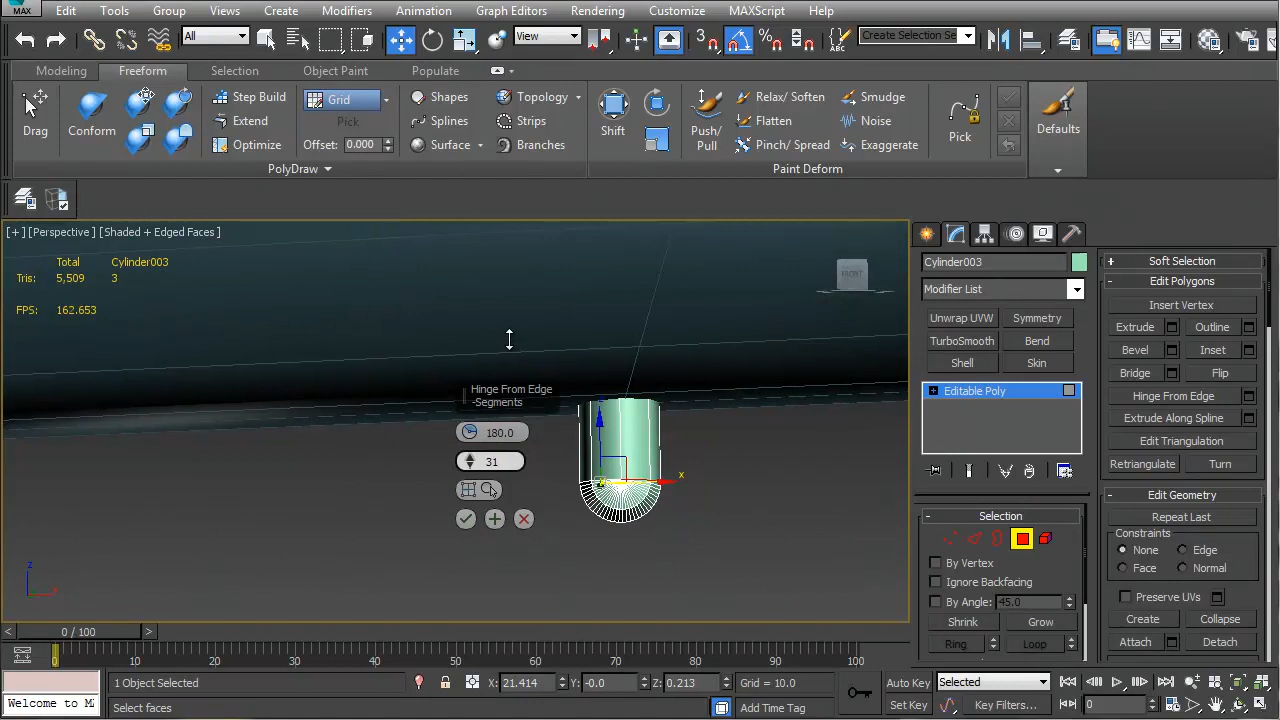 MAX Edit Tools Group Views Create Modifiers Animation Graph Editors Rendering Customize MAXScript Help
All View 3 Create Selection Se
Modeling Freeform Selection Object Paint Populate
Drag Conform Step Build Extend Optimize Grid Pick Offset: 0.000 Shapes Splines Surface Topology Strips Branches Shift Push/ Pull Relax/ Soften Flatten Pinch/ Spread Smudge Noise Exaggerate Pick Defaults
PolyDraw Paint Deform
[+] [Perspective ] [Shaded + Edged Faces ]
Total Cylinder003
Tris: 5,509 3
FPS: 162.653
FRONT
Hinge From Edge
-Segments
180.0
31
x
z
Cylinder003
Modifier List
Unwrap UVW Symmetry
TurboSmooth Bend
Shell Skin
Editable Poly
Selection
By Vertex
Ignore Backfacing
By Angle: 45.0
Shrink Grow
Ring Loop
Soft Selection
Edit Polygons
Insert Vertex
Extrude Outline
Bevel Inset
Bridge Flip
Hinge From Edge
Extrude Along Spline
Edit Triangulation
Retriangulate Turn
Edit Geometry
Repeat Last
Constraints
None Edge
Face Normal
Preserve UVs
Create Collapse
Attach Detach
< 0 / 100 >
0 10 20 30 40 50 60 70 80 90 100
1 Object Selected X: 21.414 Y: -0.0 Z: 0.213 Grid = 10.0 Auto Key Selected
Welcome to M Select faces Add Time Tag Set Key Key Filters... 0